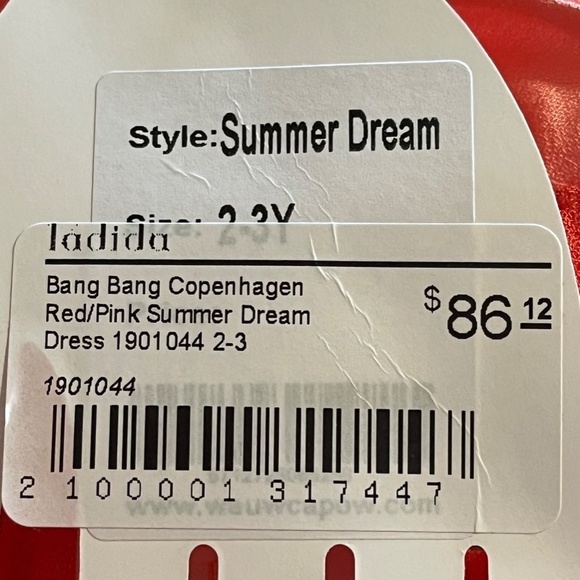 Style:Summer Dream
Size: 2-3Y
ladida
Bang Bang Copenhagen
Red/Pink Summer Dream
Dress 1901044 2-3
$86.12
1901044
2 100001 317447
www.wauwcapow.com